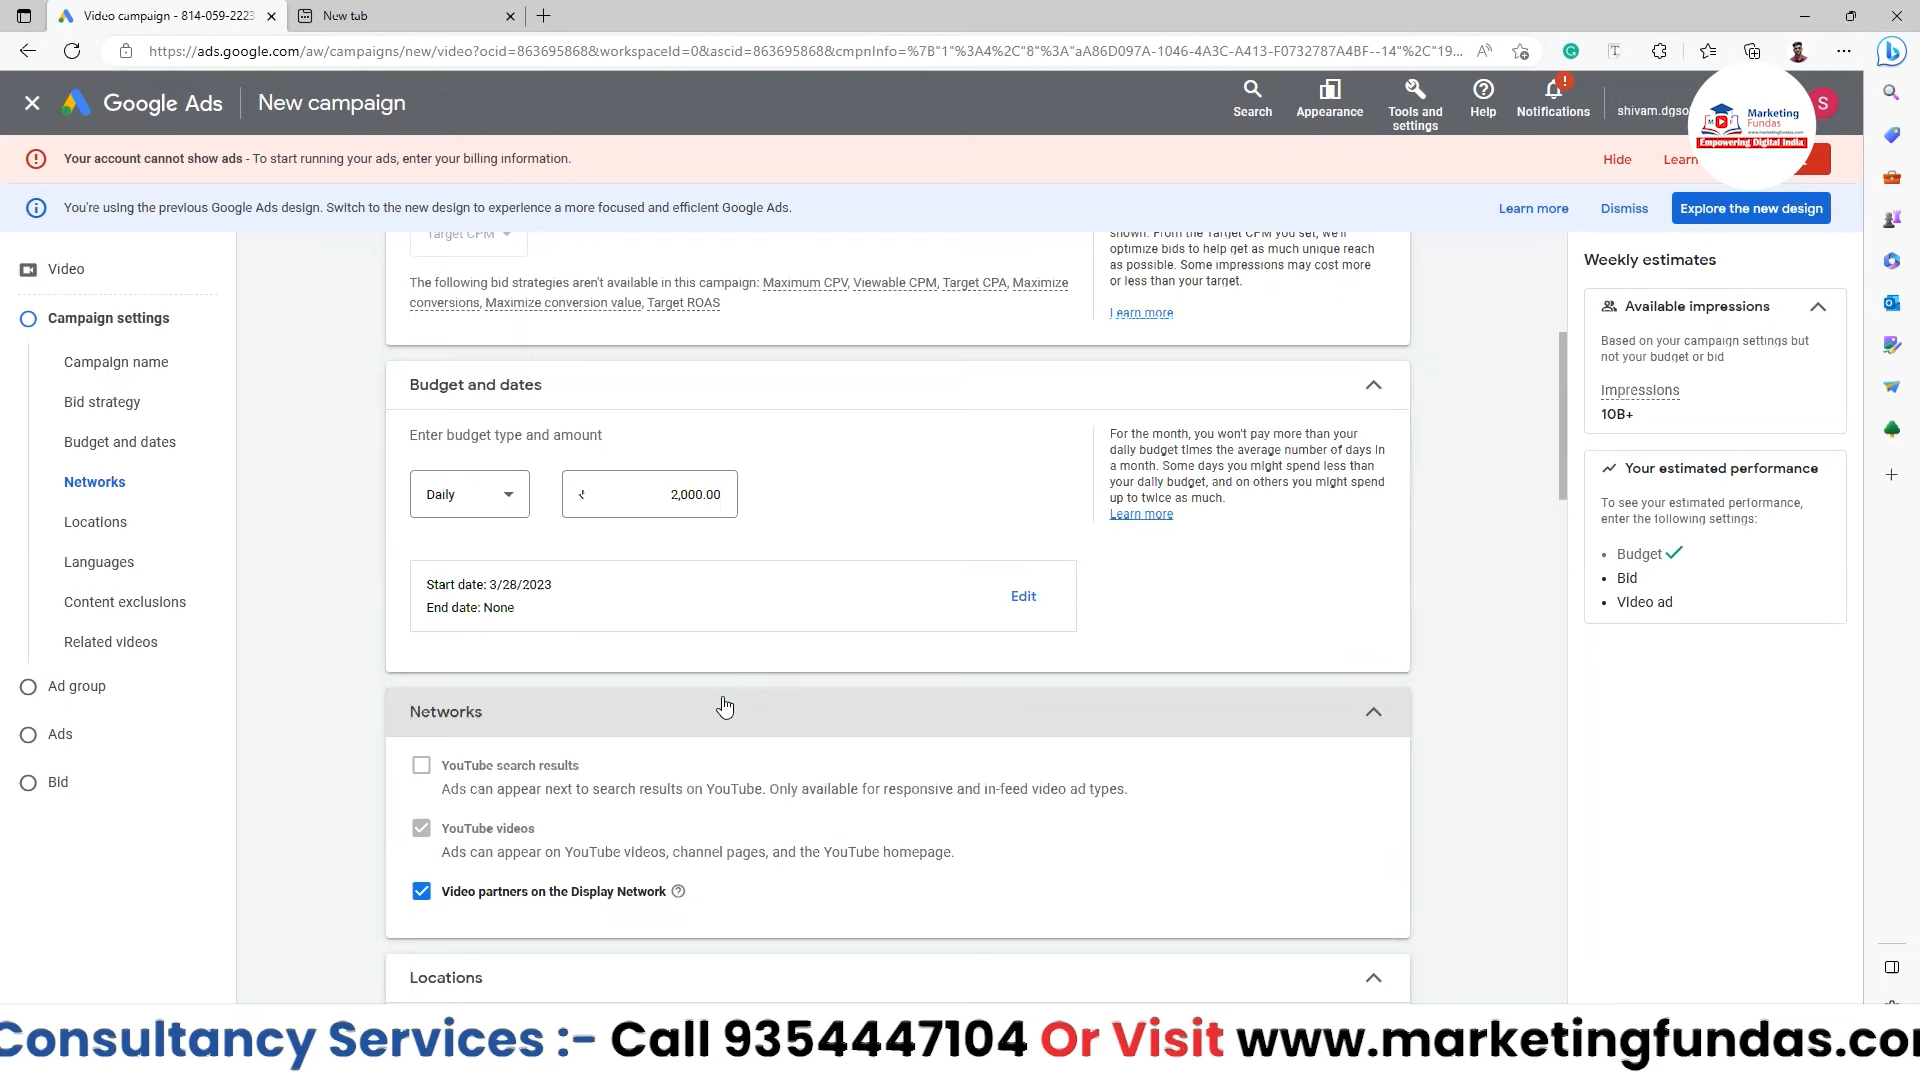 Video campaign - 814-059-2223
New tab
https://ads.google.com/aw/campaigns/new/video?ocid=863695868&workspaceId=0&ascid=863695868&cmpnInfo=%7B"1"%3A4%2C"8"%3A"aA86D097A-1046-4A3C-A413-F0732787A4BF--14"%2C"19...
Google Ads
New campaign
Search
Appearance
Tools and
settings
Help
Notifications
shivam.dgso
S
Marketing
Fundas
www.marketingfundas.com
Empowering Digital India
Your account cannot show ads - To start running your ads, enter your billing information.
Hide
Learn
You're using the previous Google Ads design. Switch to the new design to experience a more focused and efficient Google Ads.
Learn more
Dismiss
Explore the new design
Video
Campaign settings
Campaign name
Bid strategy
Budget and dates
Networks
Locations
Languages
Content exclusions
Related videos
Ad group
Ads
Bid
Target CPM
The following bid strategies aren't available in this campaign: Maximum CPV, Viewable CPM, Target CPA, Maximize
conversions, Maximize conversion value, Target ROAS
shown. From the Target CPM you set, we'll
optimize bids to help get as much unique reach
as possible. Some impressions may cost more
or less than your target.
Learn more
Budget and dates
Enter budget type and amount
Daily
₹ 2,000.00
For the month, you won't pay more than your
daily budget times the average number of days in
a month. Some days you might spend less than
your daily budget, and on others you might spend
up to twice as much.
Learn more
Start date: 3/28/2023
End date: None
Edit
Networks
YouTube search results
Ads can appear next to search results on YouTube. Only available for responsive and in-feed video ad types.
YouTube videos
Ads can appear on YouTube videos, channel pages, and the YouTube homepage.
Video partners on the Display Network
Locations
Weekly estimates
Available impressions
Based on your campaign settings but
not your budget or bid
Impressions
10B+
Your estimated performance
To see your estimated performance,
enter the following settings:
• Budget
• Bid
• Video ad
Consultancy Services :- Call 9354447104 Or Visit www.marketingfundas.co